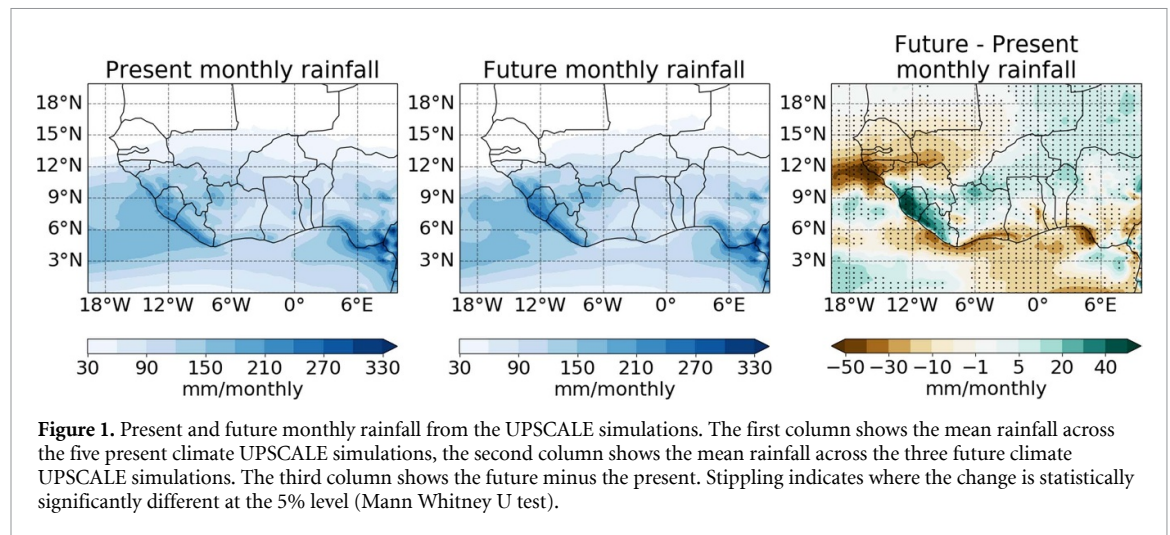 Present monthly rainfall
18°N
15°N
12°N
9°N
6°N
3°N
18°W 12°W 6°W 0° 6°E
30 90 150 210 270 330
mm/monthly
Future monthly rainfall
18°N
15°N
12°N
9°N
6°N
3°N
18°W 12°W 6°W 0° 6°E
30 90 150 210 270 330
mm/monthly
Future - Present
monthly rainfall
18°N
15°N
12°N
9°N
6°N
3°N
18°W 12°W 6°W 0° 6°E
−50 −30 −10 −1 5 20 40
mm/monthly
Figure 1. Present and future monthly rainfall from the UPSCALE simulations. The first column shows the mean rainfall across
the five present climate UPSCALE simulations, the second column shows the mean rainfall across the three future climate
UPSCALE simulations. The third column shows the future minus the present. Stippling indicates where the change is statistically
significantly different at the 5% level (Mann Whitney U test).